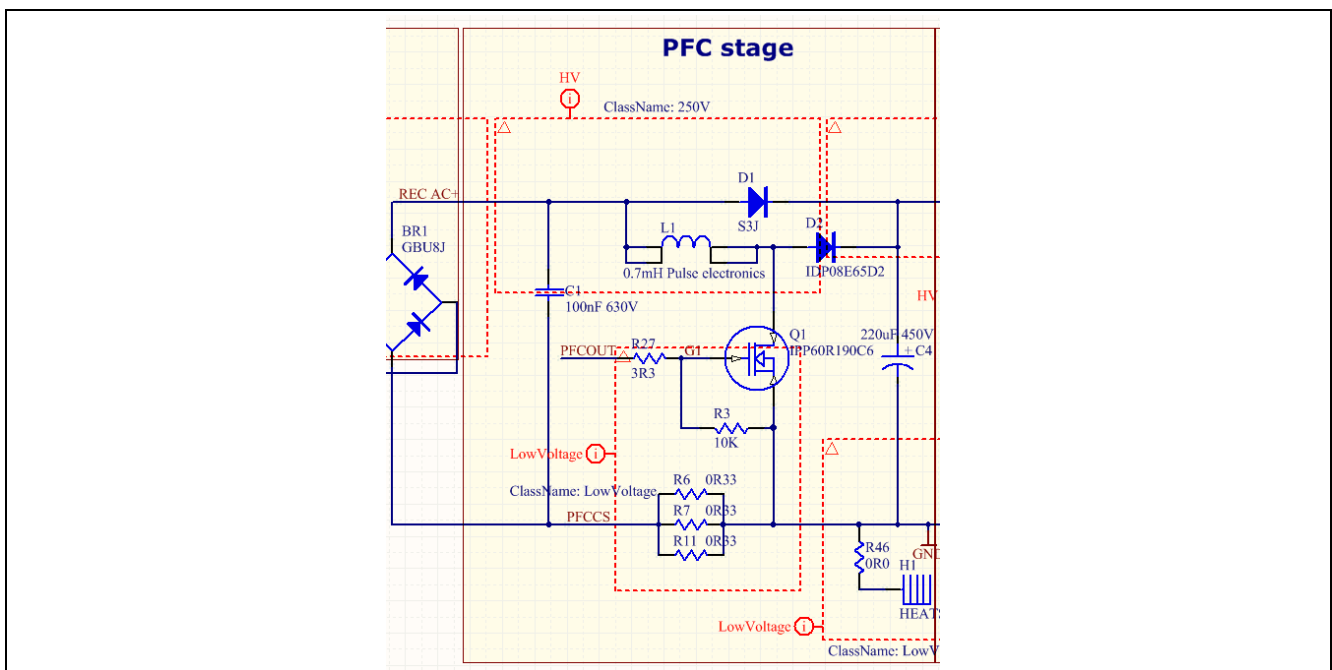 PFC stage
HV
ClassName: 250V
D1
REC AC+
S3J
D2
BR1
GBU8J
L1
0.7mH Pulse electronics
IDP08E65D2
C1
100nF 630V
HV
Q1
220uF 450V
R27
PFCOUT
G1
IPP60R190C6
+ C4
3R3
R3
10K
LowVoltage
R6 0R33
ClassName: LowVoltage
PFCCS
R7 0R33
R11 0R33
R46
0R0
GND
H1
HEATS
LowVoltage
ClassName: LowV